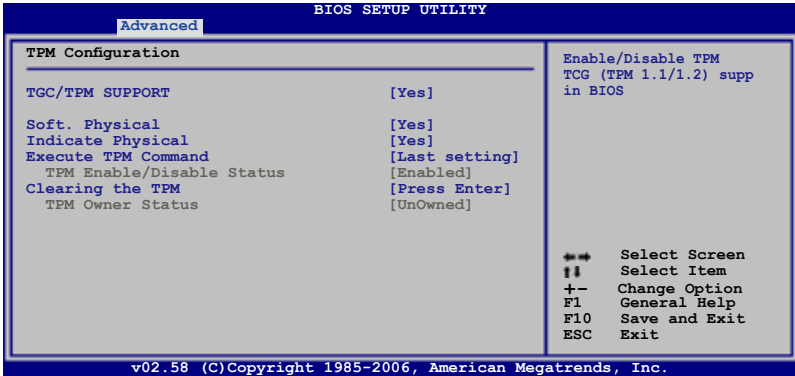 BIOS SETUP UTILITY
Advanced
TPM Configuration
TGC/TPM SUPPORT [Yes]
Soft. Physical [Yes]
Indicate Physical [Yes]
Execute TPM Command [Last setting]
TPM Enable/Disable Status [Enabled]
Clearing the TPM [Press Enter]
TPM Owner Status [UnOwned]
Enable/Disable TPM
TCG (TPM 1.1/1.2) supp
in BIOS
←→ Select Screen
↑↓ Select Item
+- Change Option
F1 General Help
F10 Save and Exit
ESC Exit
v02.58 (C)Copyright 1985-2006, American Megatrends, Inc.